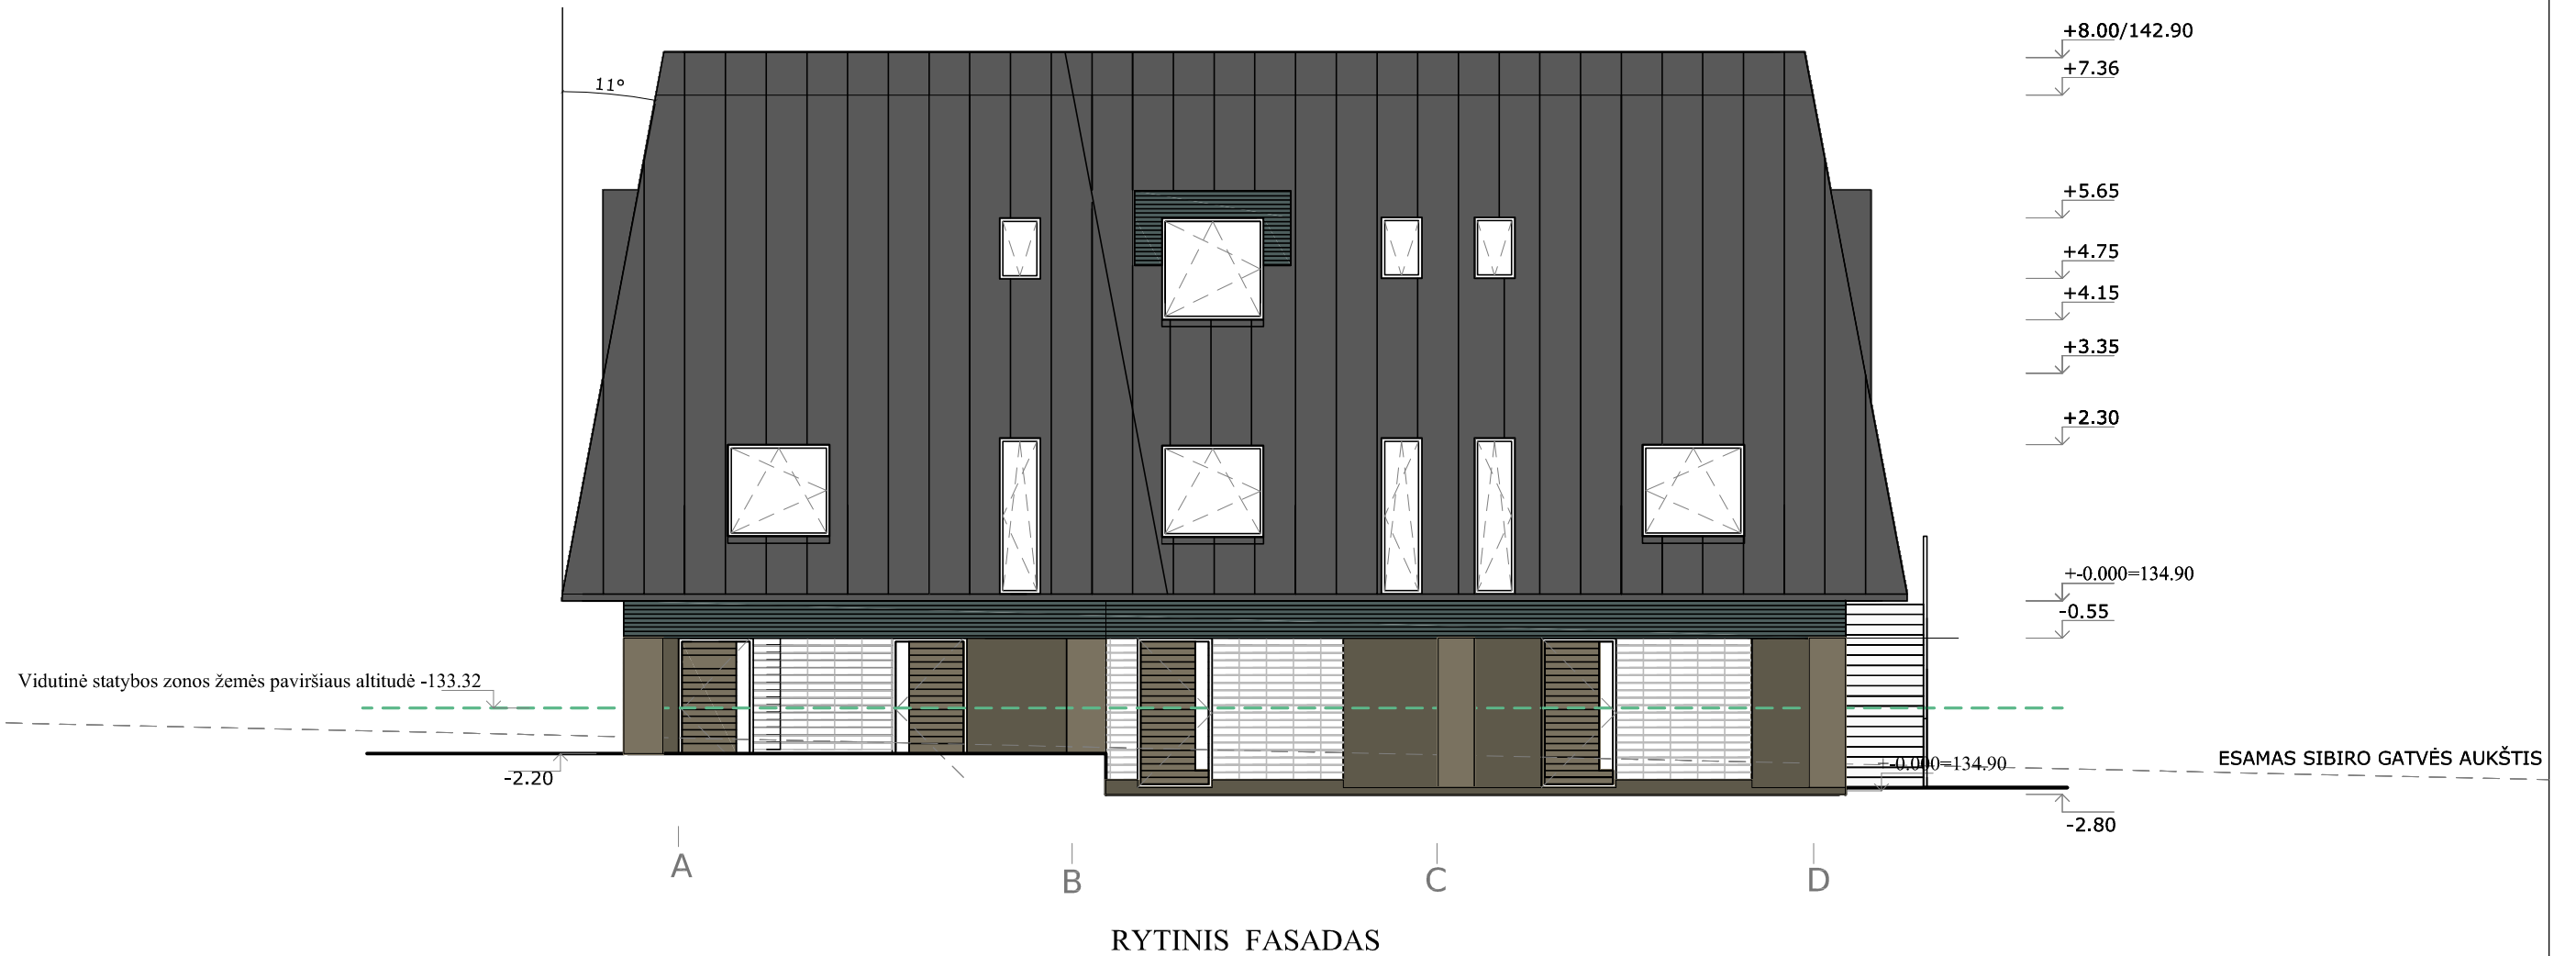 +8.00/142.90
+7.36
11°
+5.65
+4.75
+4.15
+3.35
+2.30
+-0.000=134.90
-0.55
Vidutinė statybos zonos žemės paviršiaus altitudė -133.32
ESAMAS SIBIRO GATVĖS AUKŠTIS
+-0.000=134.90
-2.20
-2.80
A
B
C
D
RYTINIS FASADAS